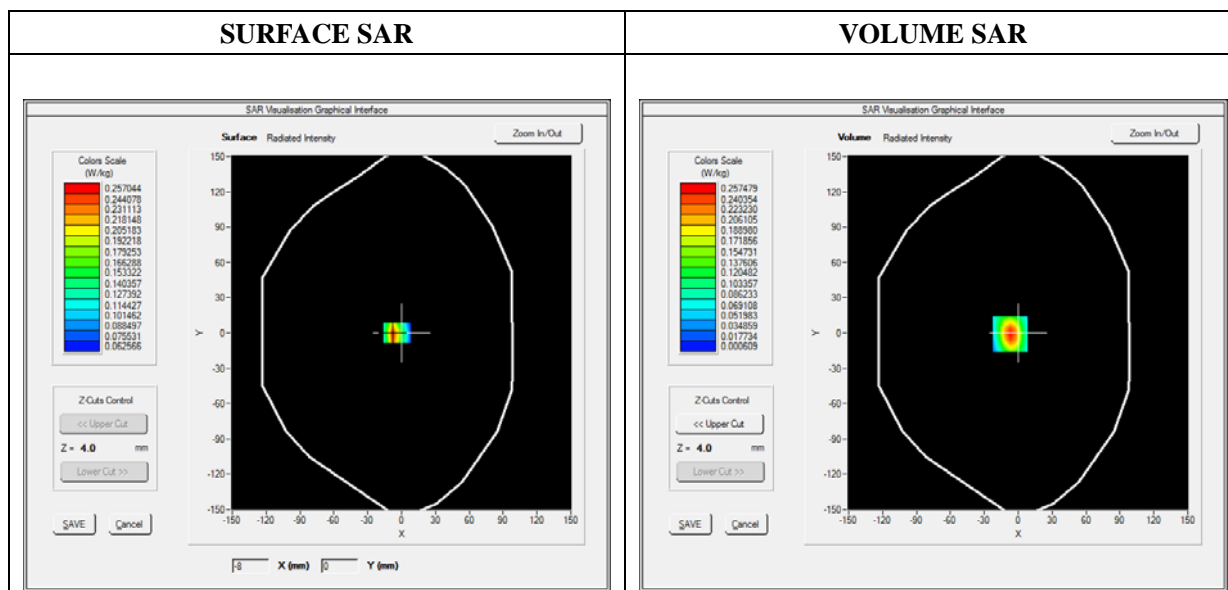 SURFACE SAR
VOLUME SAR
SAR Visualisation Graphical Interface
Surface Radiated Intensity
Zoom In/Out
Colors Scale
(W/kg)
0.257044
0.244078
0.231113
0.218148
0.205183
0.192218
0.179253
0.166288
0.153322
0.140357
0.127392
0.114427
0.101462
0.088497
0.075531
0.062566
Z-Cuts Control
<< Upper Cut
Z = 4.0 mm
Lower Cut >>
SAVE Cancel
150
120
90
60
30
0
-30
-60
-90
-120
-150
Y
-150 -120 -90 -60 -30 0 30 60 90 120 150
X
-8 X (mm) 0 Y (mm)
SAR Visualisation Graphical Interface
Volume Radiated Intensity
Zoom In/Out
Colors Scale
(W/kg)
0.257479
0.240354
0.223230
0.206105
0.188980
0.171856
0.154731
0.137606
0.120482
0.103357
0.086233
0.069108
0.051983
0.034859
0.017734
0.000609
Z-Cuts Control
<< Upper Cut
Z = 4.0 mm
Lower Cut >>
SAVE Cancel
150
120
90
60
30
0
-30
-60
-90
-120
-150
Y
-150 -120 -90 -60 -30 0 30 60 90 120 150
X